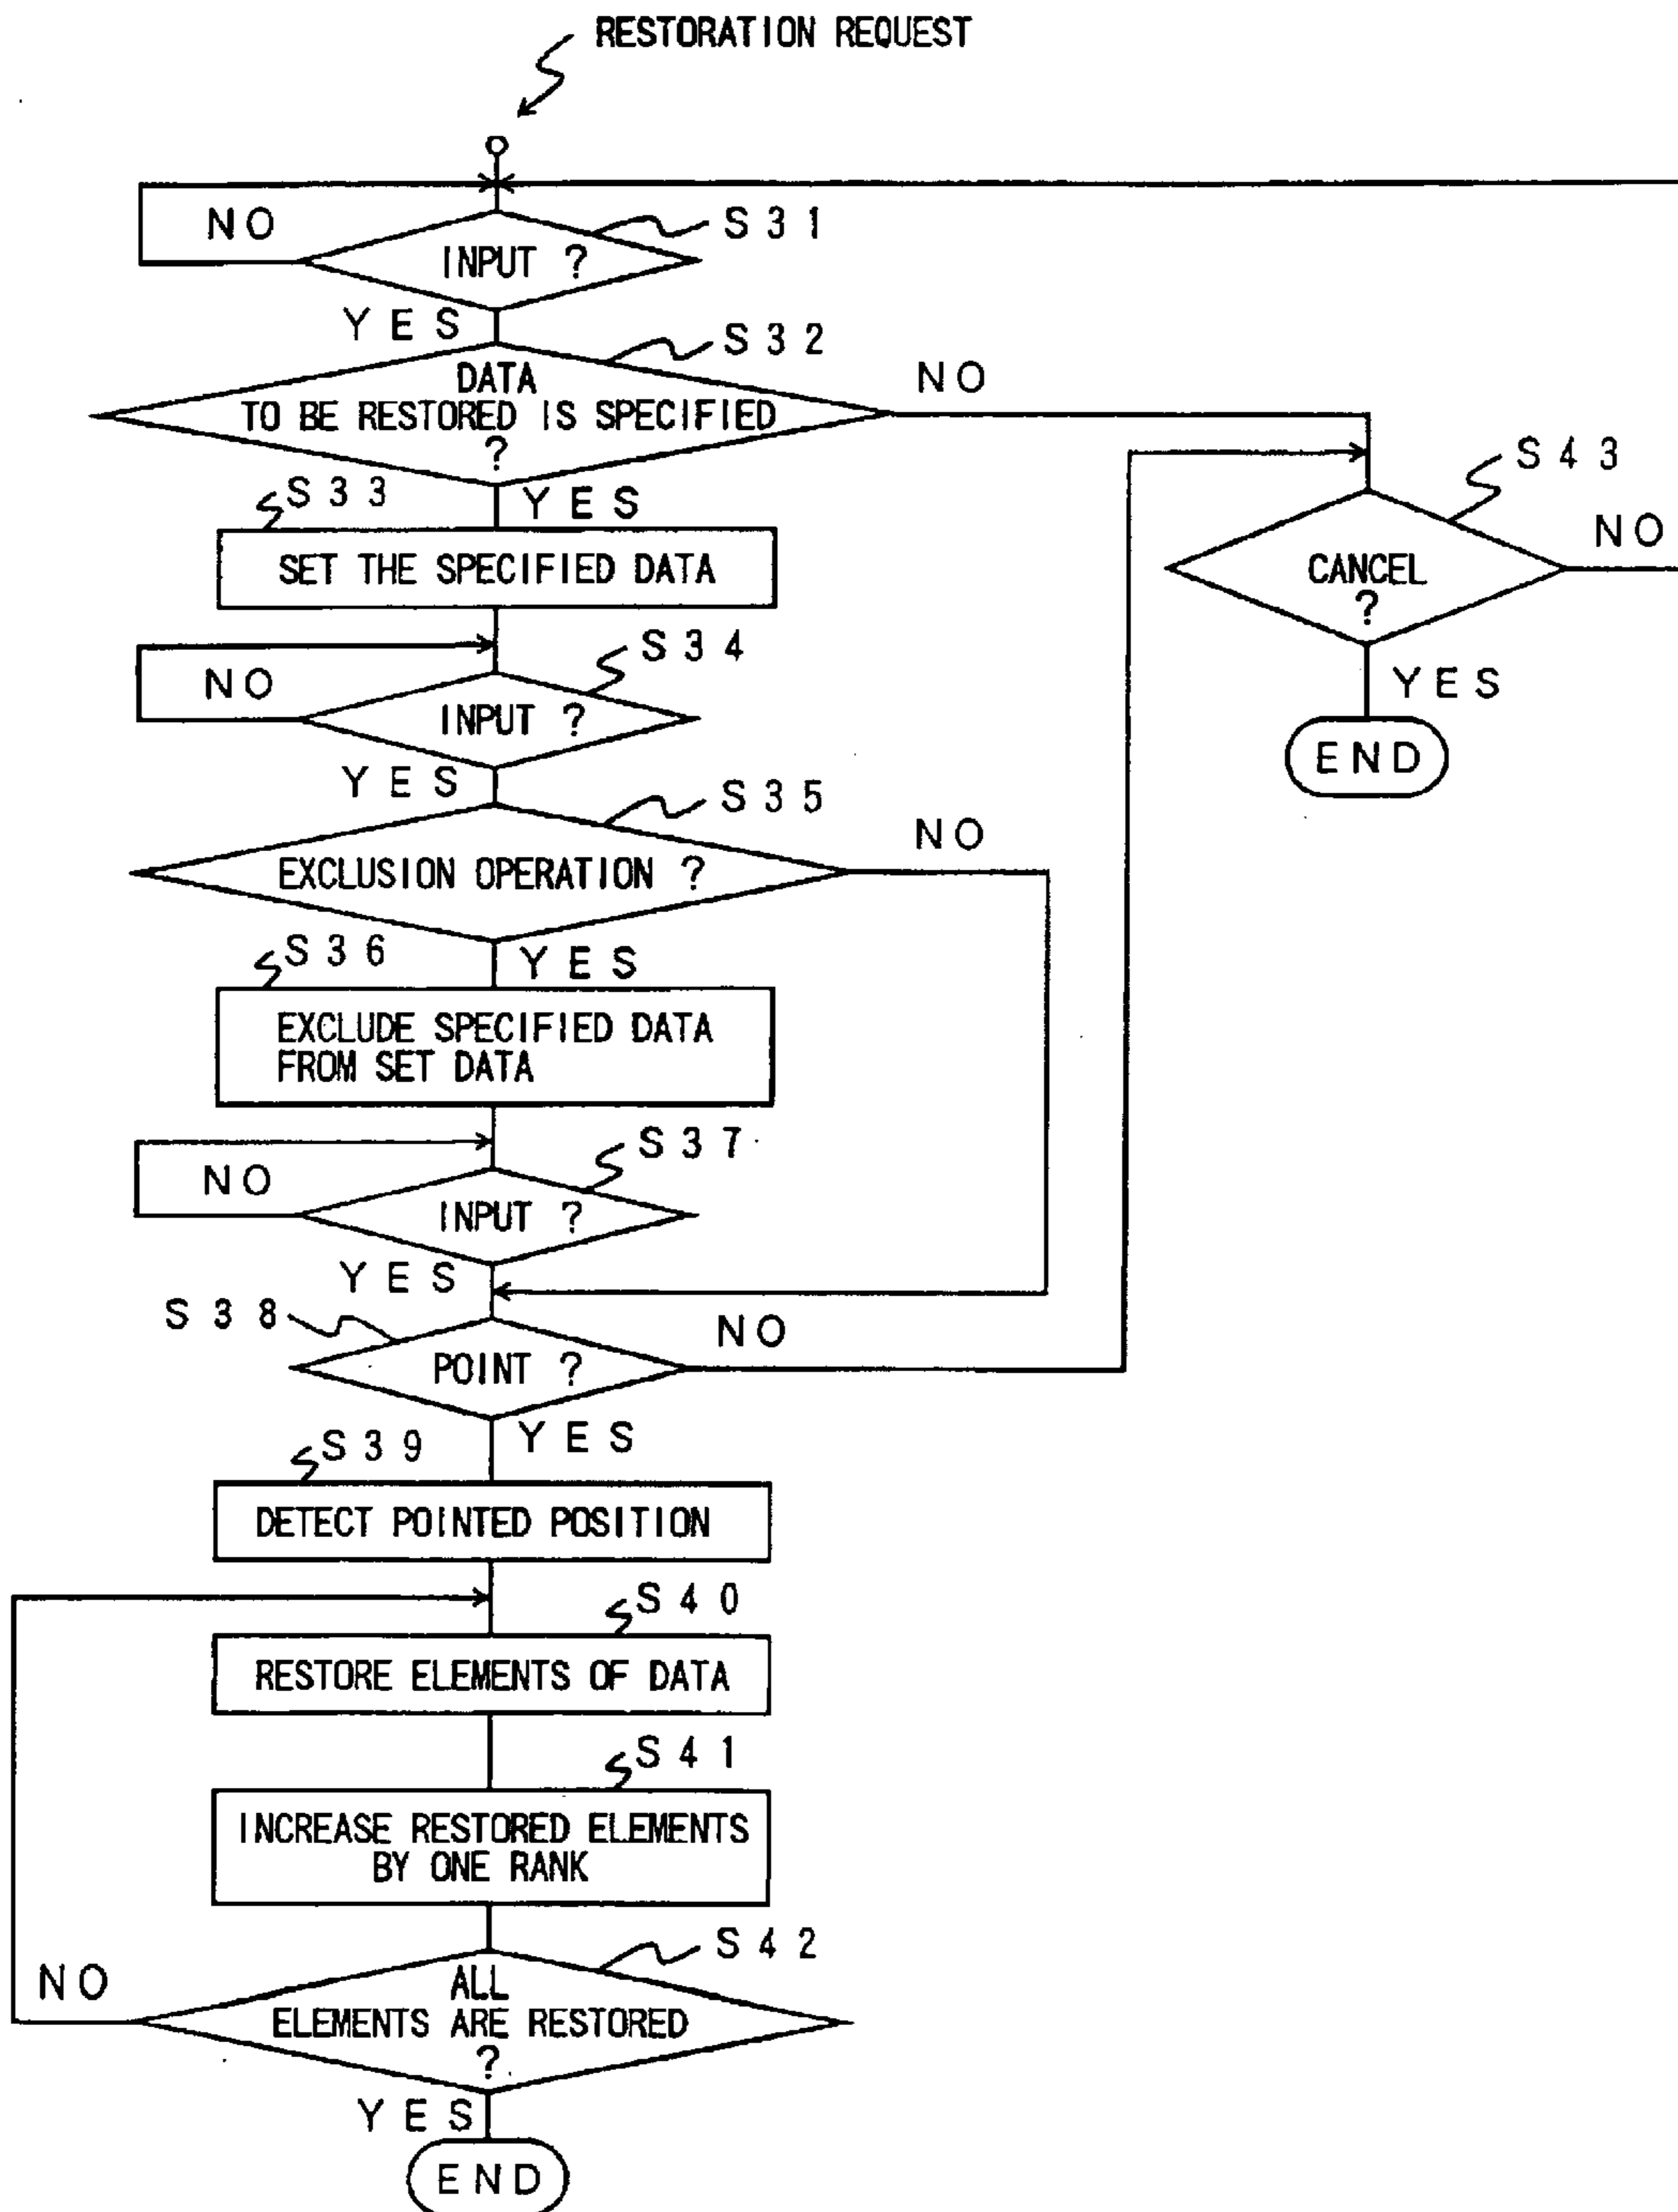 RESTORATION REQUEST
NO
S31
INPUT ?
YES
S32
DATA
TO BE RESTORED IS SPECIFIED
?
NO
S33
YES
SET THE SPECIFIED DATA
S43
NO
CANCEL
?
YES
END
S34
NO
INPUT ?
YES
S35
NO
EXCLUSION OPERATION ?
S36
YES
EXCLUDE SPECIFIED DATA
FROM SET DATA
S37
NO
INPUT ?
YES
S38
NO
POINT ?
YES
S39
DETECT POINTED POSITION
S40
RESTORE ELEMENTS OF DATA
S41
INCREASE RESTORED ELEMENTS
BY ONE RANK
S42
NO
ALL
ELEMENTS ARE RESTORED
?
YES
END